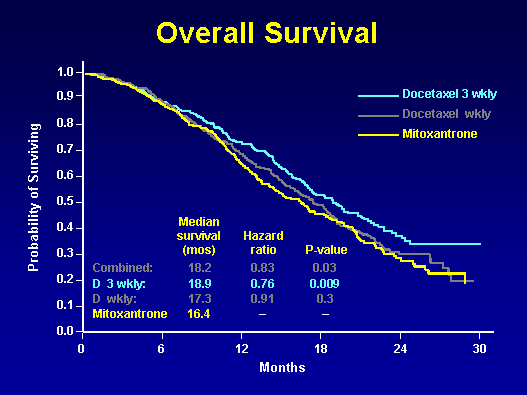 Overall Survival
Probability of Surviving
1.0
0.9
0.8
0.7
0.6
0.5
0.4
0.3
0.2
0.1
0.0
Docetaxel 3 wkly
Docetaxel wkly
Mitoxantrone
Median survival (mos) Hazard ratio P-value
Combined: 18.2 0.83 0.03
D 3 wkly: 18.9 0.76 0.009
D wkly: 17.3 0.91 0.3
Mitoxantrone 16.4 – –
0 6 12 18 24 30
Months